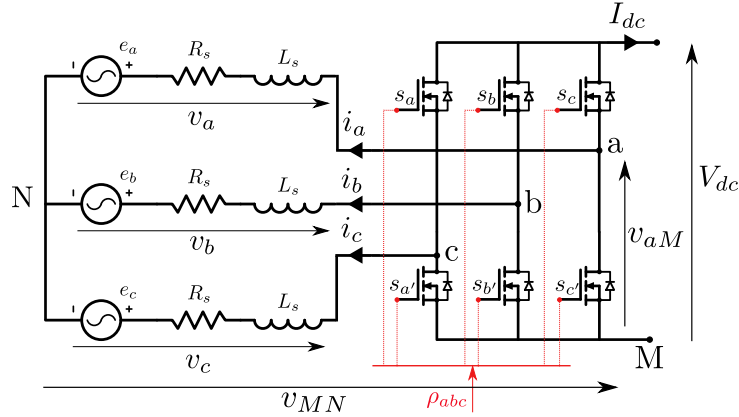 I_dc
e_a R_s L_s
- +
v_a
s_a s_b s_c
i_a a
V_dc
e_b R_s L_s
- +
N
i_b b
v_b
v_aM
i_c c
e_c R_s L_s
- +
s_a' s_b' s_c'
v_c
M
v_MN
ρ_abc